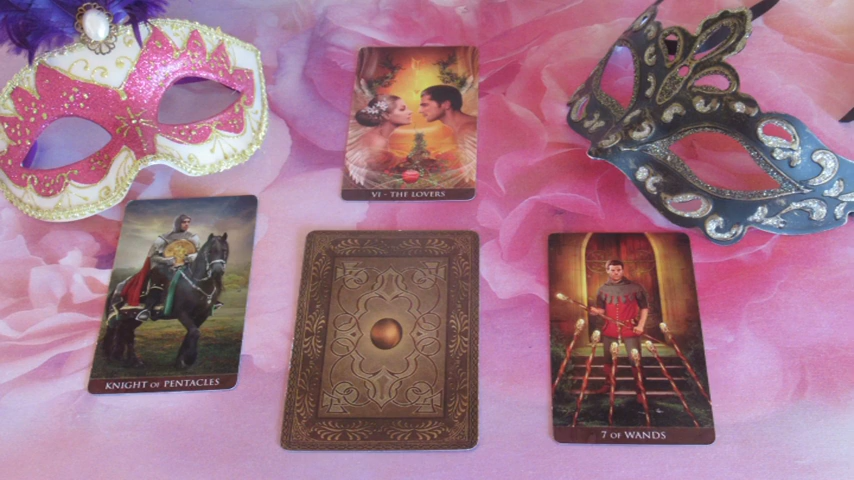 VI - THE LOVERS
KNIGHT OF PENTACLES
7 OF WANDS